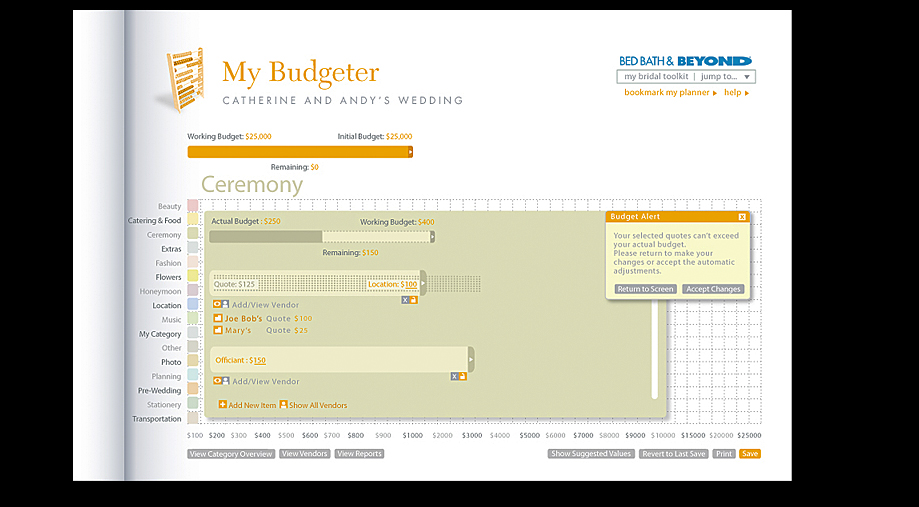 My Budgeter
CATHERINE AND ANDY'S WEDDING
BED BATH & BEYOND
my bridal toolkit | jump to...
bookmark my planner help
Working Budget: $25,000 Initial Budget: $25,000
Remaining: $0
Ceremony
Beauty
Catering & Food
Ceremony
Extras
Fashion
Flowers
Honeymoon
Location
Music
My Category
Other
Photo
Planning
Pre-Wedding
Stationery
Transportation
Actual Budget : $250 Working Budget: $400
Remaining: $150
Quote: $125 Location: $100
X
Add/View Vendor
Joe Bob's Quote $100
Mary's Quote $25
Officiant : $150
X
Add/View Vendor
Add New Item Show All Vendors
Budget Alert X
Your selected quotes can't exceed
your actual budget.
Please return to make your
changes or accept the automatic
adjustments.
Return to Screen Accept Changes
$100 $200 $300 $400 $500 $600 $700 $800 $900 $1000 $2000 $3000 $4000 $5000 $6000 $7000 $8000 $9000 $10000 $15000 $20000 $25000
View Category Overview View Vendors View Reports Show Suggested Values Revert to Last Save Print Save